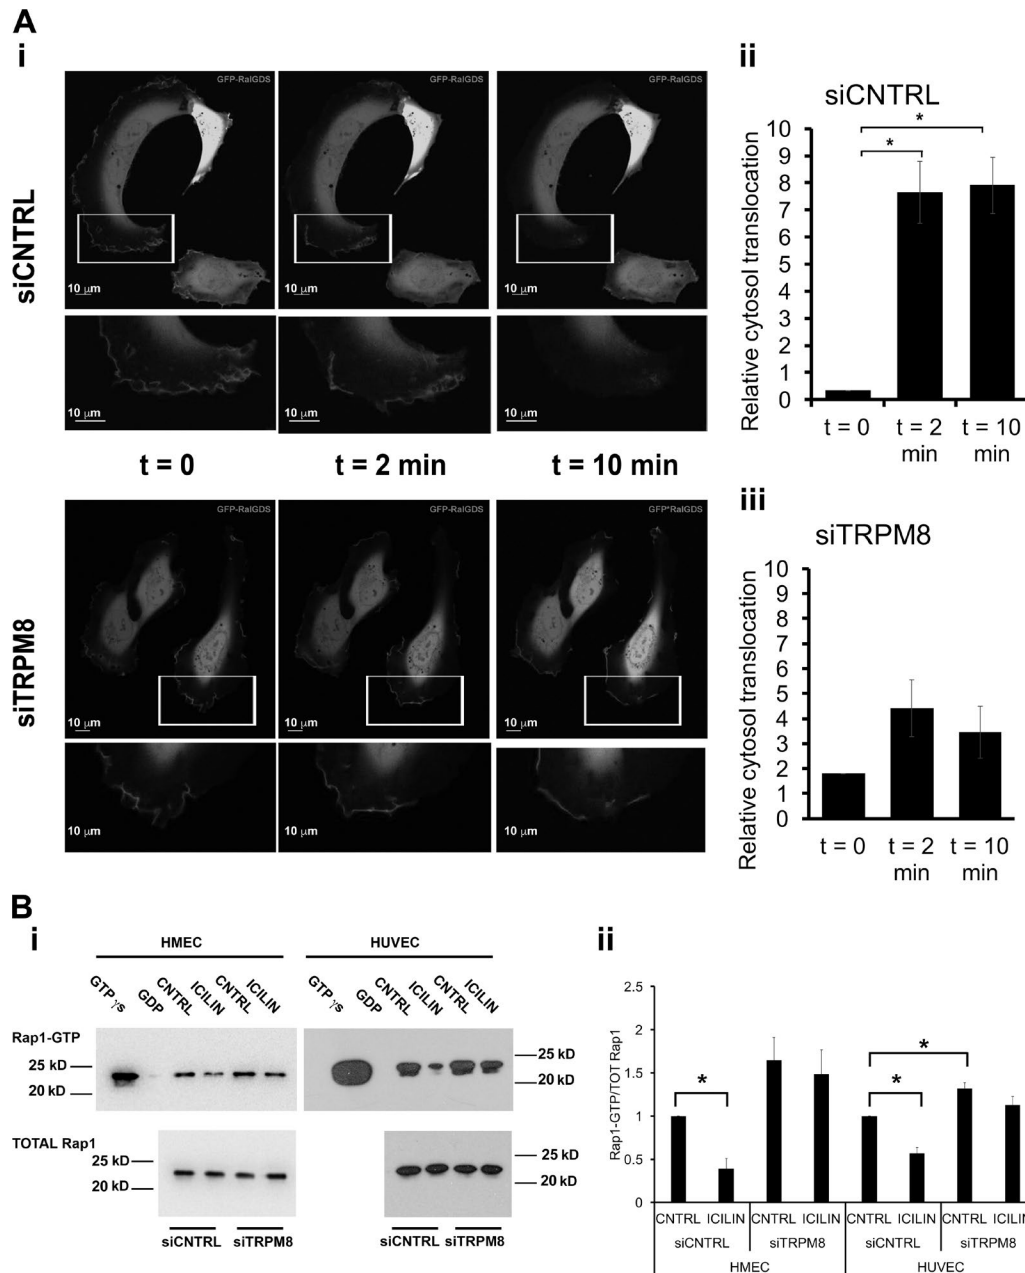 A
i
ii
siCNTRL
GFP-RalGDS
GFP-RalGDS
GFP-RalGDS
10 μm
10 μm
10 μm
10 μm
10 μm
10 μm
t = 0
t = 2 min
t = 10 min
siTRPM8
GFP-RalGDS
GFP-RalGDS
GFP*RalGDS
10 μm
10 μm
10 μm
10 μm
10 μm
10 μm
siCNTRL
Relative cytosol translocation
10
9
8
7
6
5
4
3
2
1
0
*
*
t = 0
t = 2 min
t = 10 min
iii
siTRPM8
Relative cytosol translocation
10
9
8
7
6
5
4
3
2
1
0
t = 0
t = 2 min
t = 10 min
B
i
HMEC
HUVEC
GTP γs
GDP
CNTRL
ICILIN
CNTRL
ICILIN
GTP γs
GDP
CNTRL
ICILIN
CNTRL
ICILIN
Rap1-GTP
25 kD
20 kD
25 kD
20 kD
TOTAL Rap1
25 kD
20 kD
25 kD
20 kD
siCNTRL
siTRPM8
siCNTRL
siTRPM8
ii
Rap1-GTP/TOT Rap1
2.5
2
1.5
1
0.5
0
*
*
*
CNTRL ICILIN CNTRL ICILIN CNTRL ICILIN CNTRL ICILIN
siCNTRL siTRPM8 siCNTRL siTRPM8
HMEC HUVEC